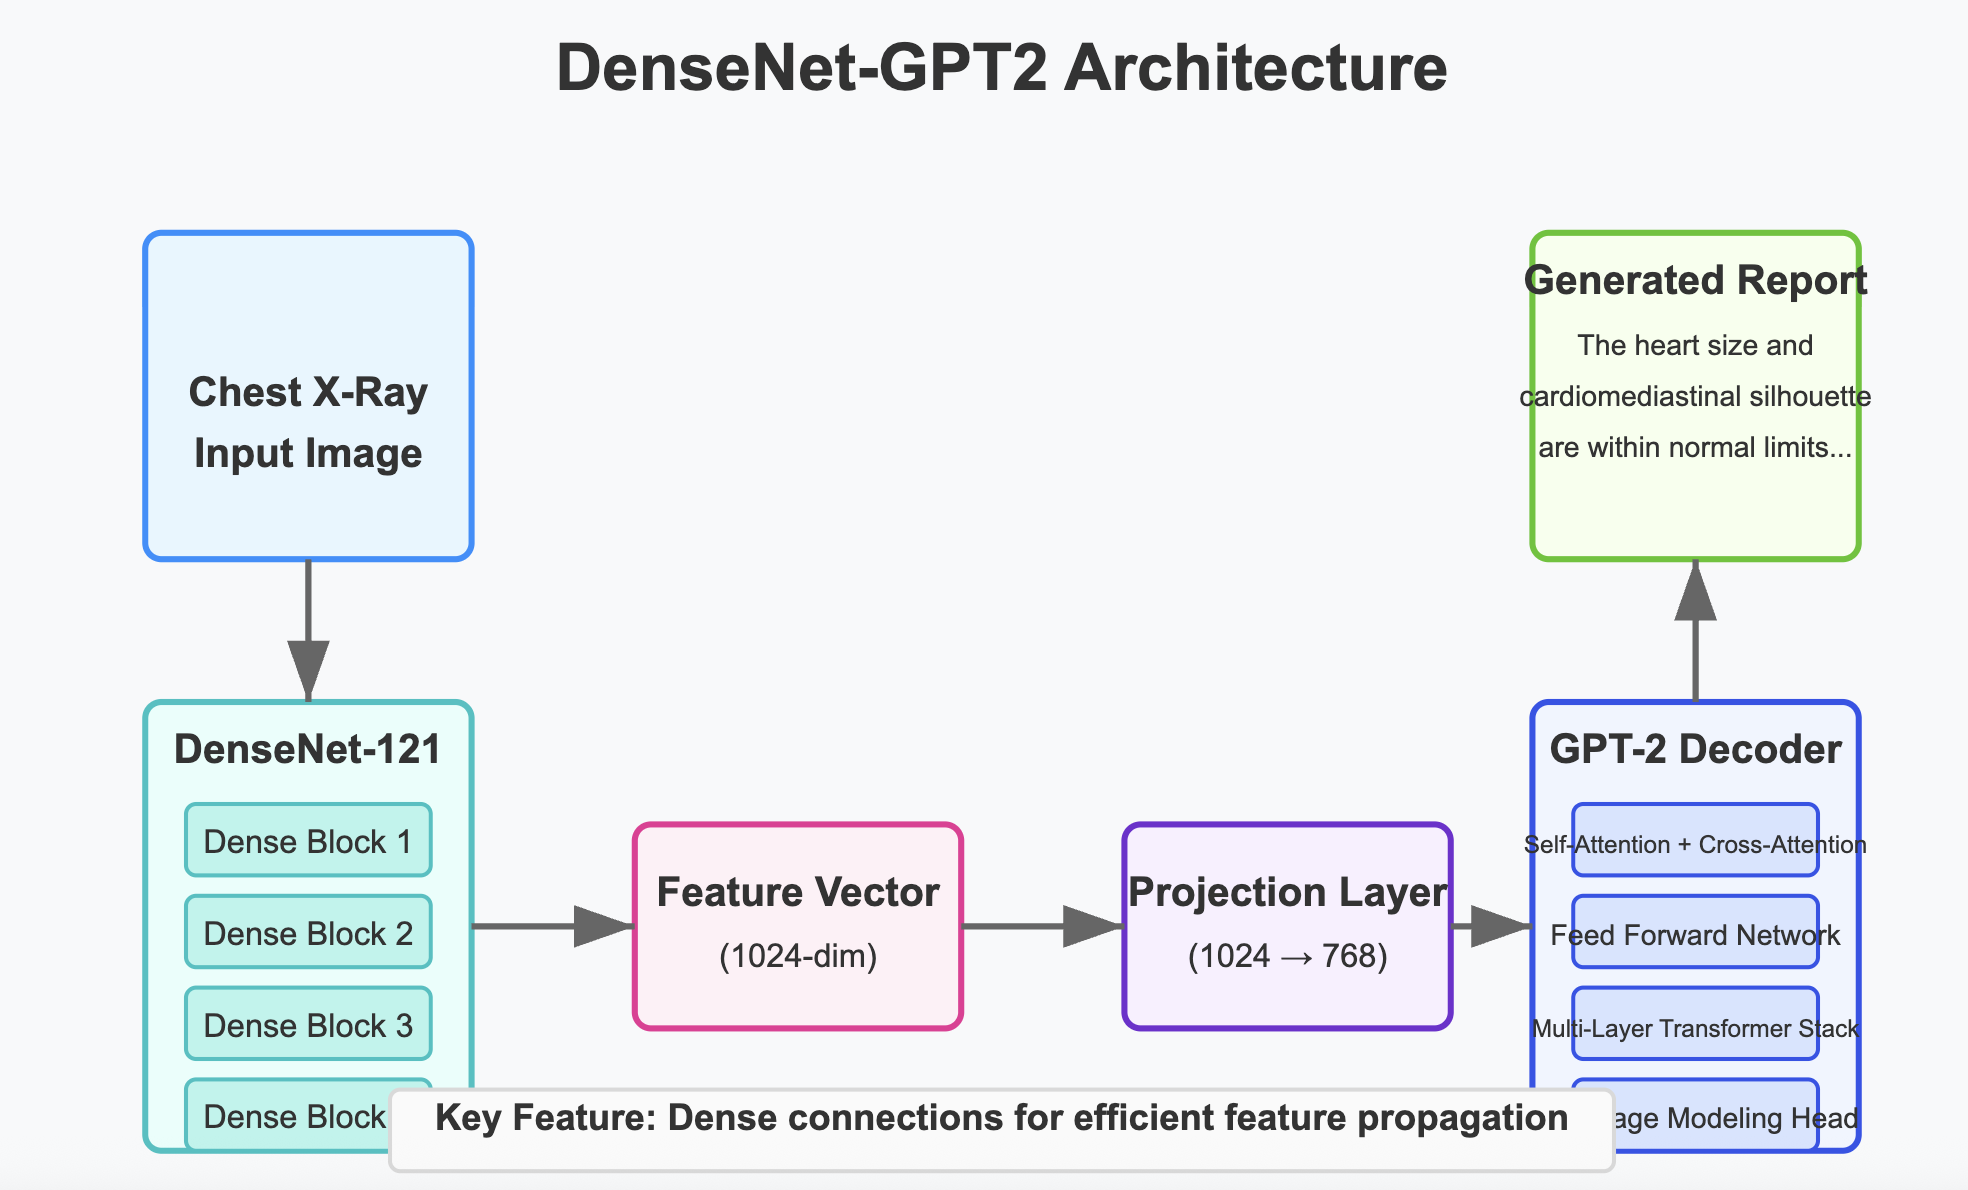 DenseNet-GPT2 Architecture
Chest X-Ray
Input Image
DenseNet-121
Dense Block 1
Dense Block 2
Dense Block 3
Dense Block
Feature Vector
(1024-dim)
Projection Layer
(1024 → 768)
GPT-2 Decoder
Self-Attention + Cross-Attention
Feed Forward Network
Multi-Layer Transformer Stack
Modeling Head
Generated Report
The heart size and
cardiomediastinal silhouette
are within normal limits...
Key Feature: Dense connections for efficient feature propagation